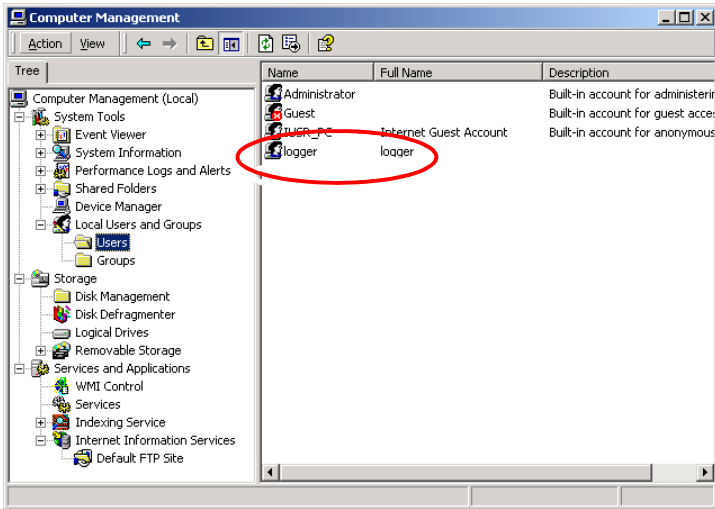 Computer Management
Action View
Tree
Name Full Name Description
Computer Management (Local)
System Tools
Event Viewer
System Information
Performance Logs and Alerts
Shared Folders
Device Manager
Local Users and Groups
Users
Groups
Storage
Disk Management
Disk Defragmenter
Logical Drives
Removable Storage
Services and Applications
WMI Control
Services
Indexing Service
Internet Information Services
Default FTP Site
Administrator Built-in account for administerin
Guest Built-in account for guest acces
IUSR_PC Internet Guest Account Built-in account for anonymous
logger logger